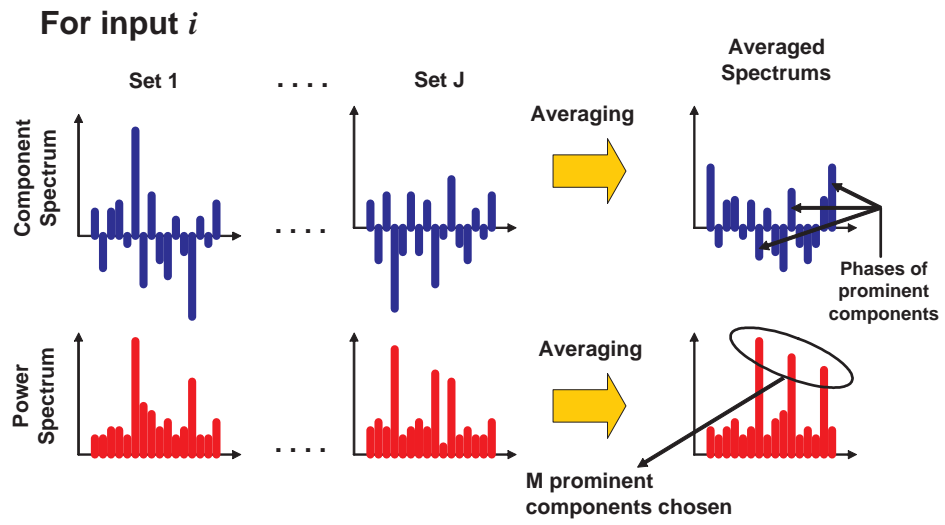 For input i
Set 1
. . . .
Set J
Averaging
Averaged
Spectrums
Component
Spectrum
. . . .
Phases of
prominent
components
Power
Spectrum
. . . .
Averaging
M prominent
components chosen